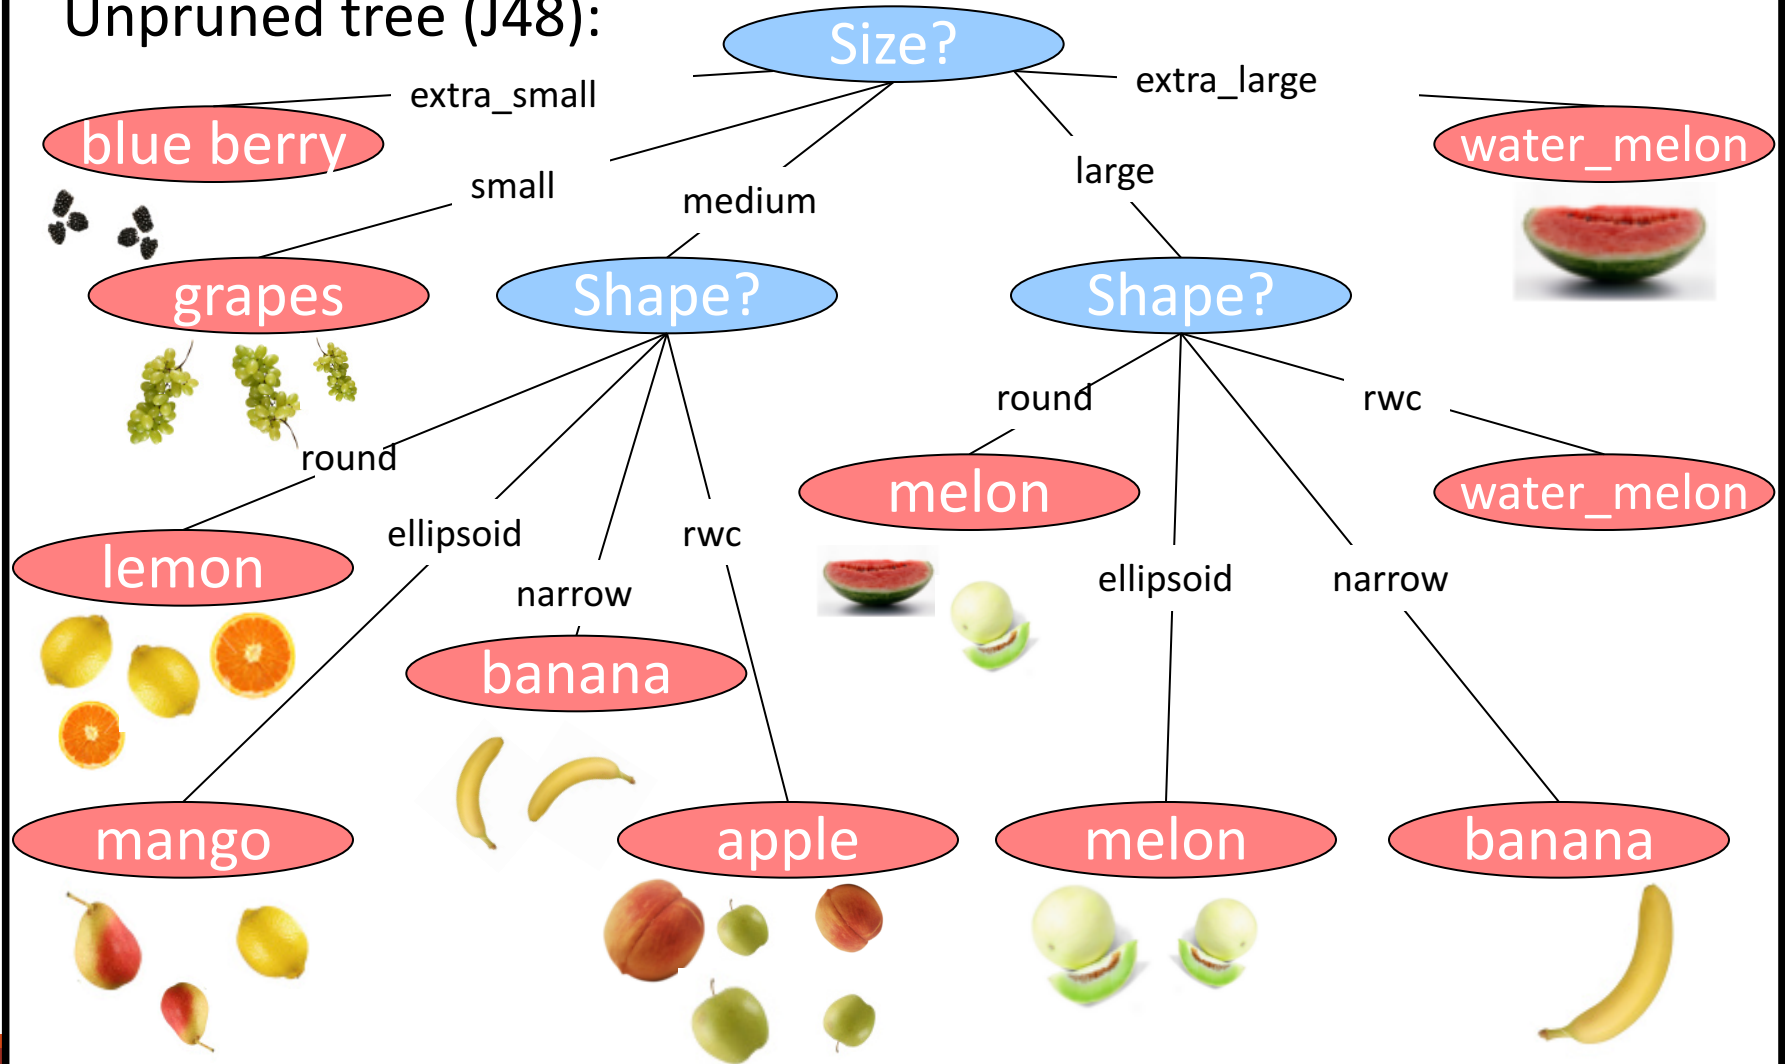 Unpruned tree (J48):
Size?
extra_small
extra_large
blue berry
water_melon
small
medium
large
grapes
Shape?
Shape?
round
rwc
round
melon
water_melon
ellipsoid
rwc
lemon
narrow
ellipsoid
narrow
banana
mango
apple
melon
banana